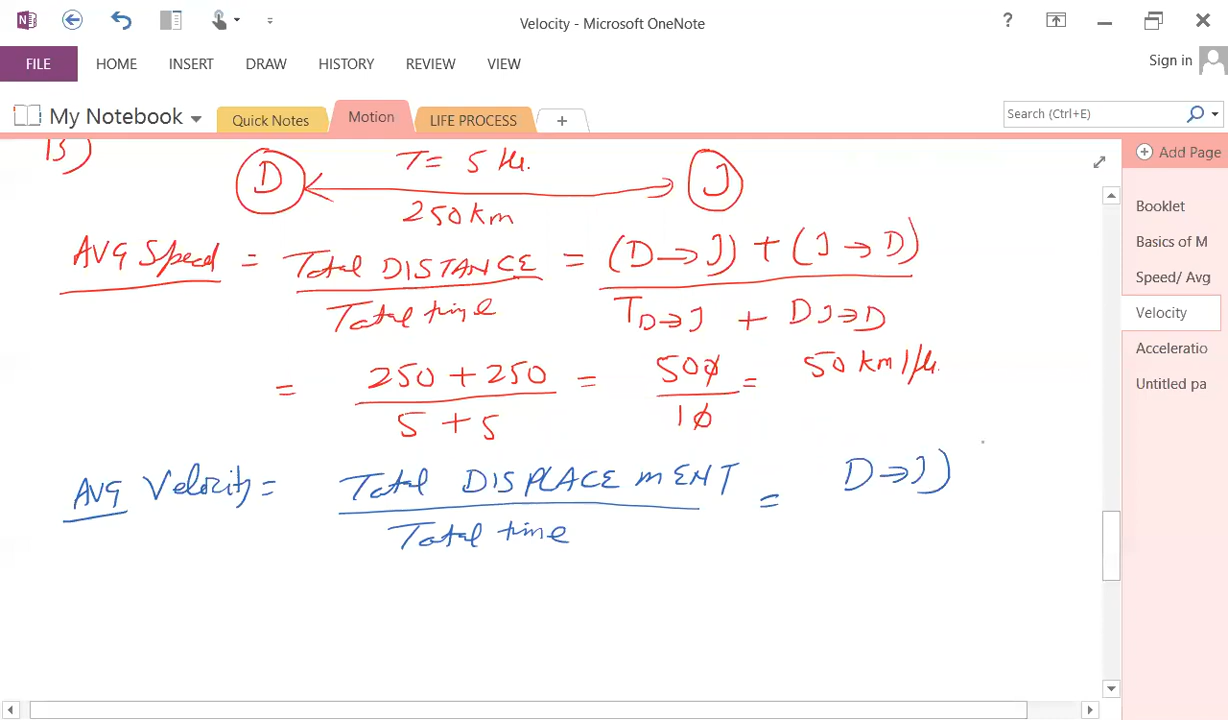 Velocity - Microsoft OneNote
?
FILE HOME INSERT DRAW HISTORY REVIEW VIEW
Sign in
My Notebook Quick Notes Motion LIFE PROCESS +
Search (Ctrl+E)
Add Page
Booklet
Basics of M
Speed/ Avg
Velocity
Acceleratio
Untitled pa
T = 5 Hr.
D J
250 km
AVG Speed = Total DISTANCE / Total time = (D→J) + (J→D) / T D→J + D J→D
= 250 + 250 / 5 + 5 = 500 / 10 = 50 km/Hr.
AVG Velocity = Total DISPLACEMENT / Total time = D→J)